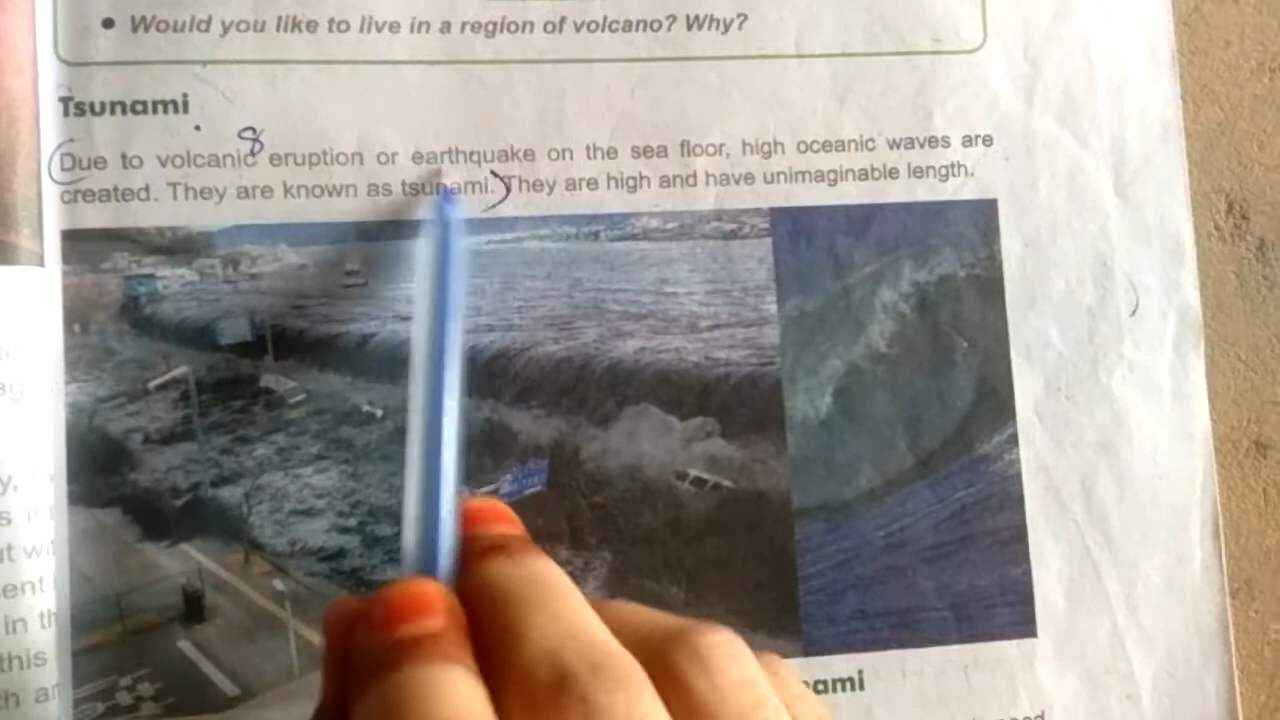 • Would you like to live in a region of volcano? Why?
Tsunami
8
Due to volcanic eruption or earthquake on the sea floor, high oceanic waves are
created. They are known as tsunami. They are high and have unimaginable length.
this